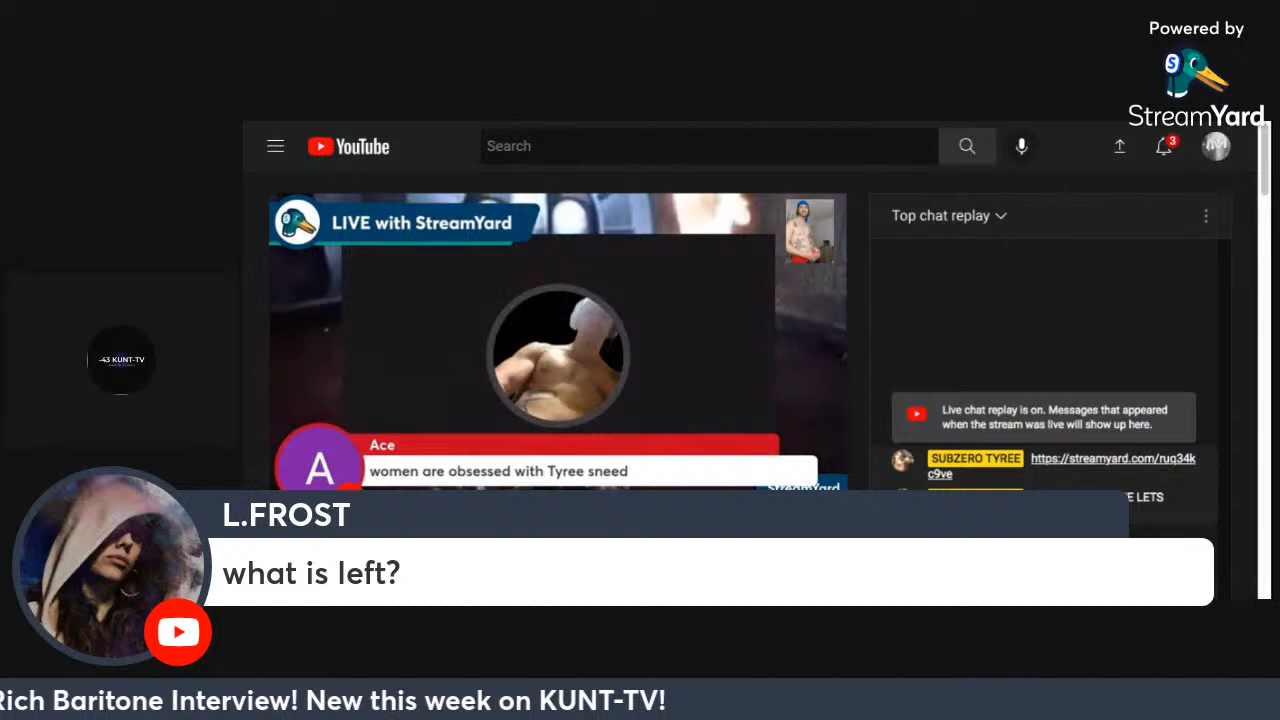 Powered by
StreamYard
YouTube
Search
3
LIVE with StreamYard
Top chat replay
-43 KUNT-TV
Live chat replay is on. Messages that appeared
when the stream was live will show up here.
Ace
A
women are obsessed with Tyree sneed
SUBZERO TYREE https://streamyard.com/ruq34k
c9ve
StreamYard
E LETS
L.FROST
what is left?
Rich Baritone Interview! New this week on KUNT-TV!